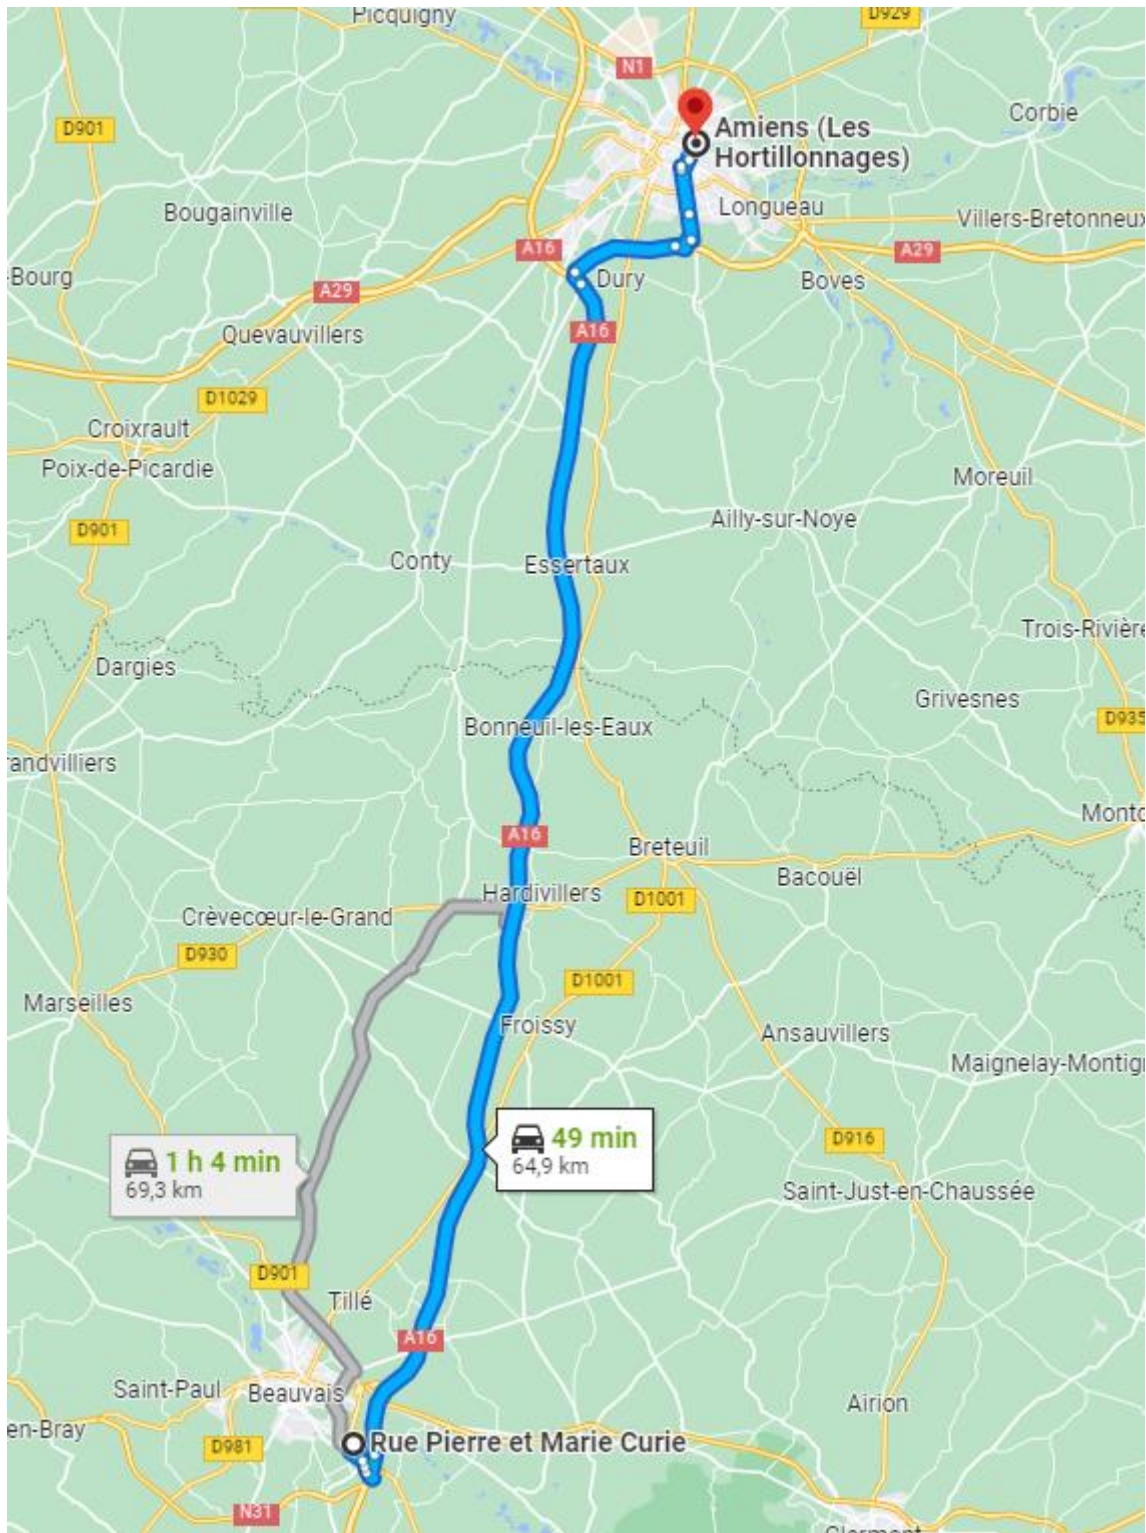 Picquigny
D929
N1
D901
Corbie
Amiens (Les
Hortillonnages)
Bougainville
Longueau
Villers-Bretonneux
A16
A29
-Bourg
Dury
Boves
A29
A16
Quevauvillers
D1029
Croixrault
Poix-de-Picardie
Moreuil
D901
Ailly-sur-Noye
Conty
Essertaux
Trois-Rivière
Dargies
Grivesnes
D935
Bonneuil-les-Eaux
randvilliers
Montd
A16
Breteuil
Bacouël
Hardivillers
D1001
Crèvecœur-le-Grand
D930
D1001
Marseilles
Froissy
Ansauvillers
Maignelay-Montig
49 min
64,9 km
D916
1 h 4 min
69,3 km
Saint-Just-en-Chaussée
D901
Tillé
A16
Saint-Paul
Beauvais
Airion
en-Bray
D981
Rue Pierre et Marie Curie
N31
Clermont